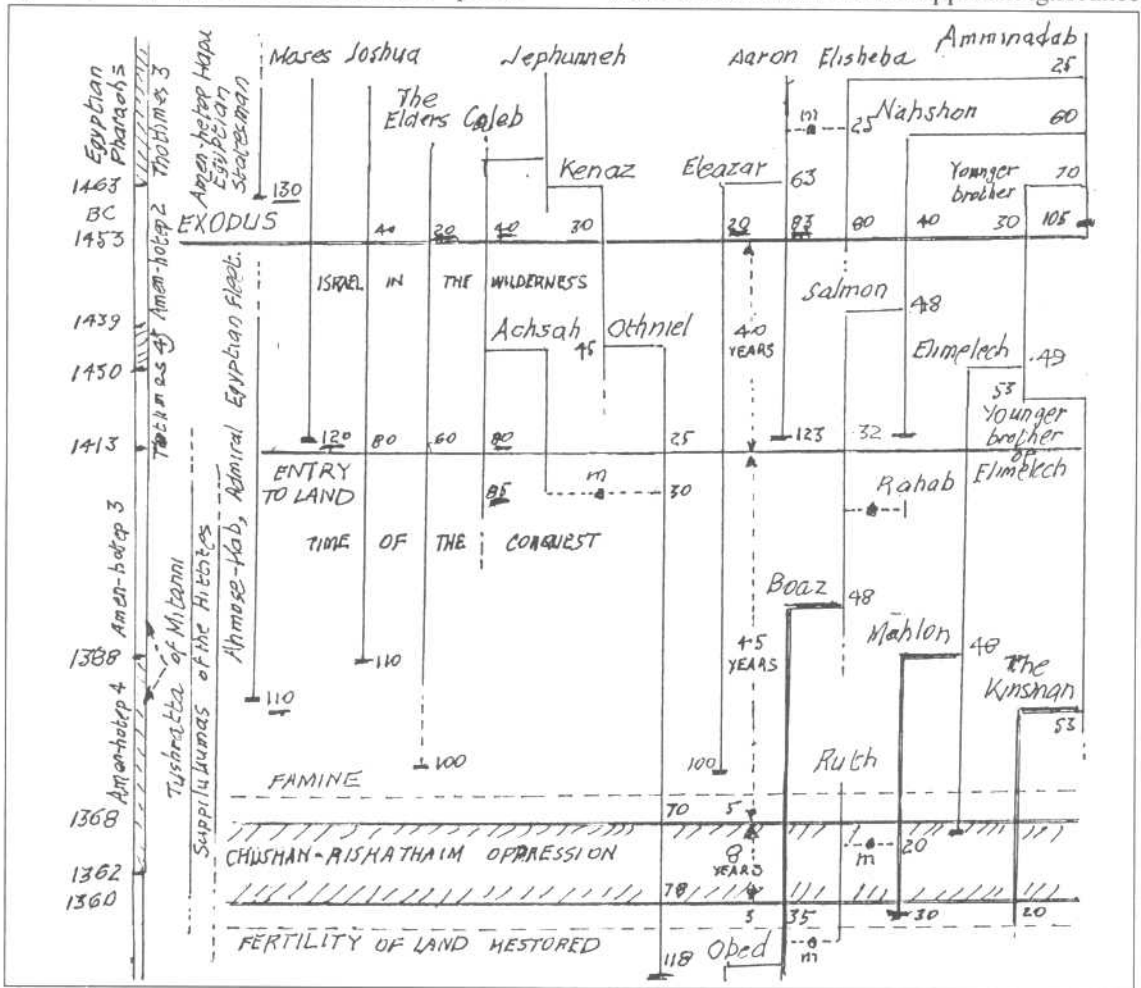 Egyptian Pharaohs
Thothmes, 3
Amen-hotep 2
Tothmes 4
Amen-hotep 3
Amen-hotep 4
Amen-hetop Hapu Egyptian Statesman
Tushratta of Mitanni
Suppiluliumas of the Hittites
Ahmose-Hab, Admiral Egyptian Fleet.
Moses Joshua Jephunneh Aaron Elisheba Amminadab
25
The Elders Caleb
m 25 Nahshon 60
1463 130 Kenaz Eleazar 63 Younger brother 70
BC
1453 EXODUS 40 20 40 30 20 83 80 40 30 105
ISRAEL IN THE WILDERNESS
Salmon 48
1439 Achsah 45 Othniel 40 YEARS
1430 Elimelech 49
53
1413 120 80 60 80 25 123 32 Younger brother of Elimelech
ENTRY TO LAND 85 m 30 Rahab
TIME OF THE CONQUEST
Boaz 48
45 YEARS
1388 110 Mahlon 48
110 The Kinsman 53
100 100 Ruth
FAMINE
1368 70 5
CHUSHAN-RISHATHAIM OPPRESSION 8 YEARS m 20
1362
1360 78 3 35 30 20
FERTILITY OF LAND RESTORED
118 Obed m